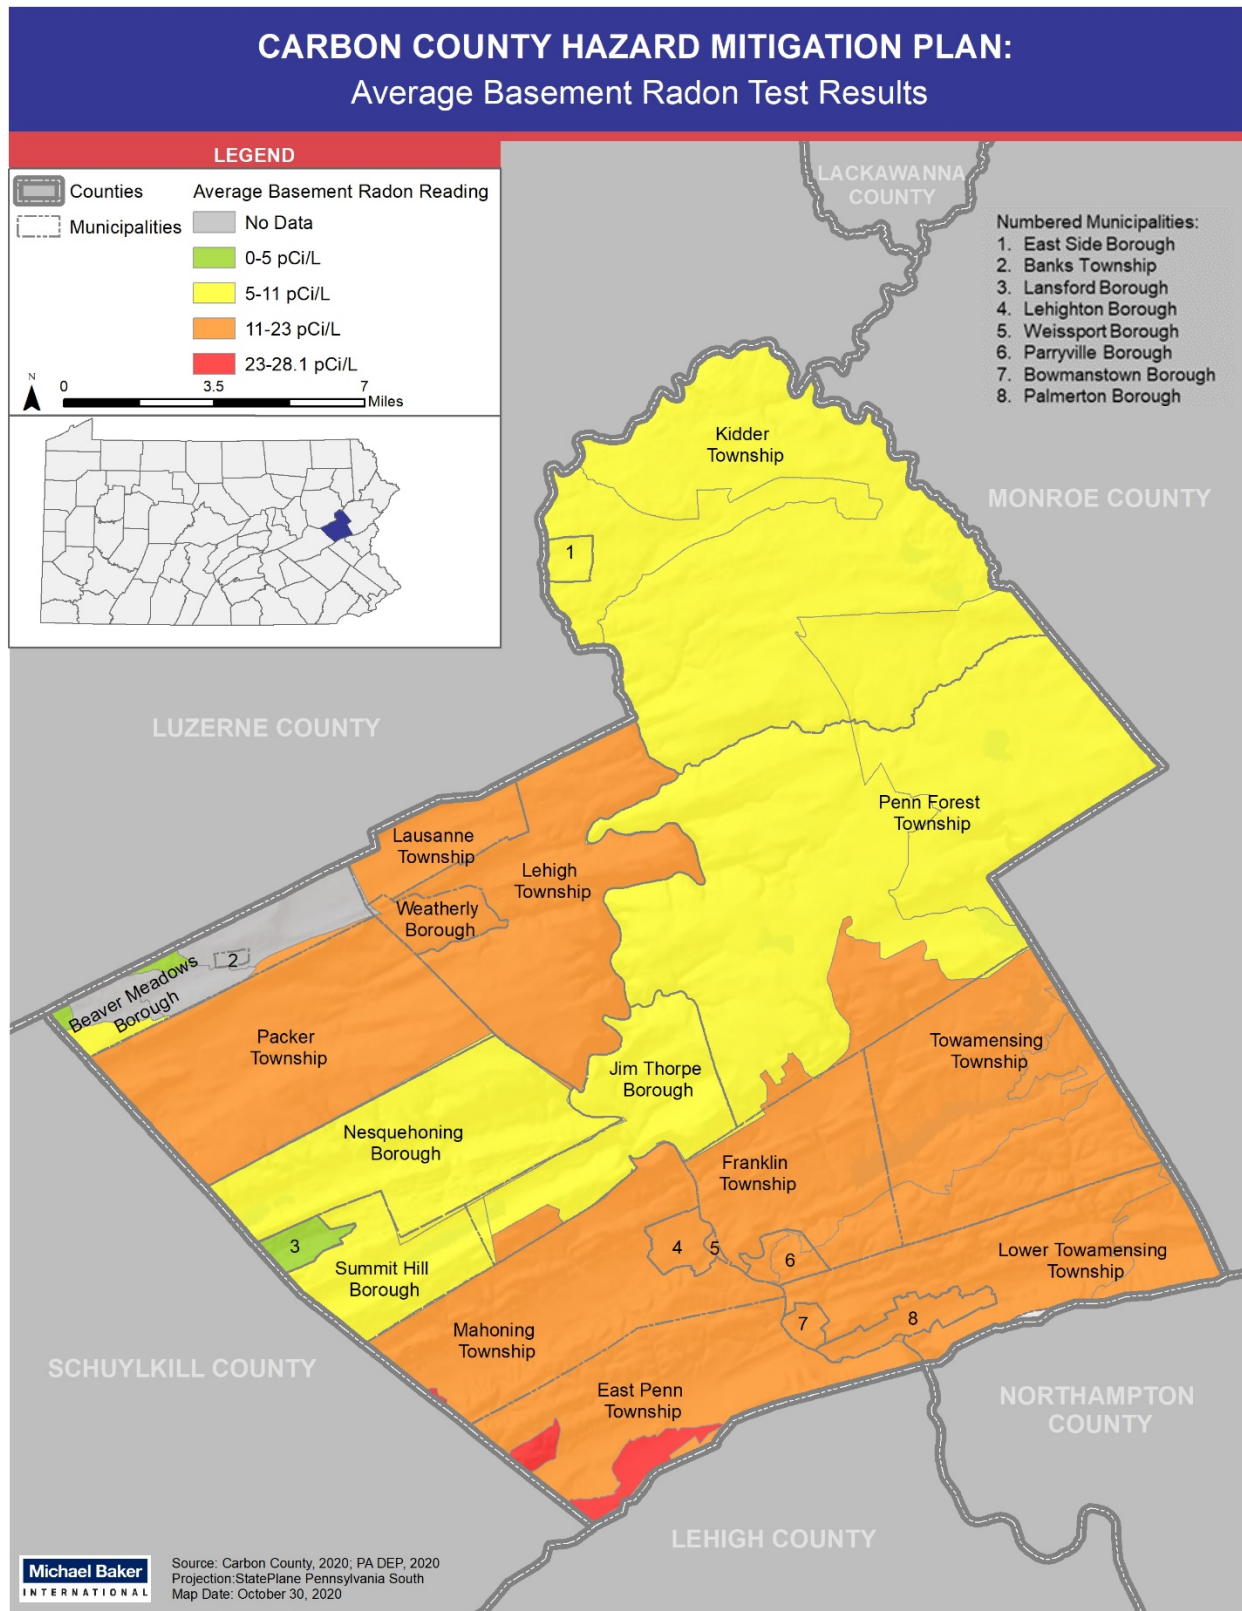 CARBON COUNTY HAZARD MITIGATION PLAN:
Average Basement Radon Test Results
LEGEND
Counties
Municipalities
Average Basement Radon Reading
No Data
0-5 pCi/L
5-11 pCi/L
11-23 pCi/L
23-28.1 pCi/L
N
0 3.5 7
Miles
Numbered Municipalities:
1. East Side Borough
2. Banks Township
3. Lansford Borough
4. Lehighton Borough
5. Weissport Borough
6. Parryville Borough
7. Bowmanstown Borough
8. Palmerton Borough
LACKAWANNA
COUNTY
Kidder
Township
MONROE COUNTY
1
LUZERNE COUNTY
Penn Forest
Township
Lausanne
Township
Lehigh
Township
Weatherly
Borough
2
Beaver Meadows
Borough
Packer
Township
Towamensing
Township
Jim Thorpe
Borough
Nesquehoning
Borough
Franklin
Township
3
4
5
6
Summit Hill
Borough
Lower Towamensing
Township
7
8
Mahoning
Township
SCHUYLKILL COUNTY
East Penn
Township
NORTHAMPTON
COUNTY
LEHIGH COUNTY
Michael Baker
INTERNATIONAL
Source: Carbon County, 2020; PA DEP, 2020
Projection:StatePlane Pennsylvania South
Map Date: October 30, 2020